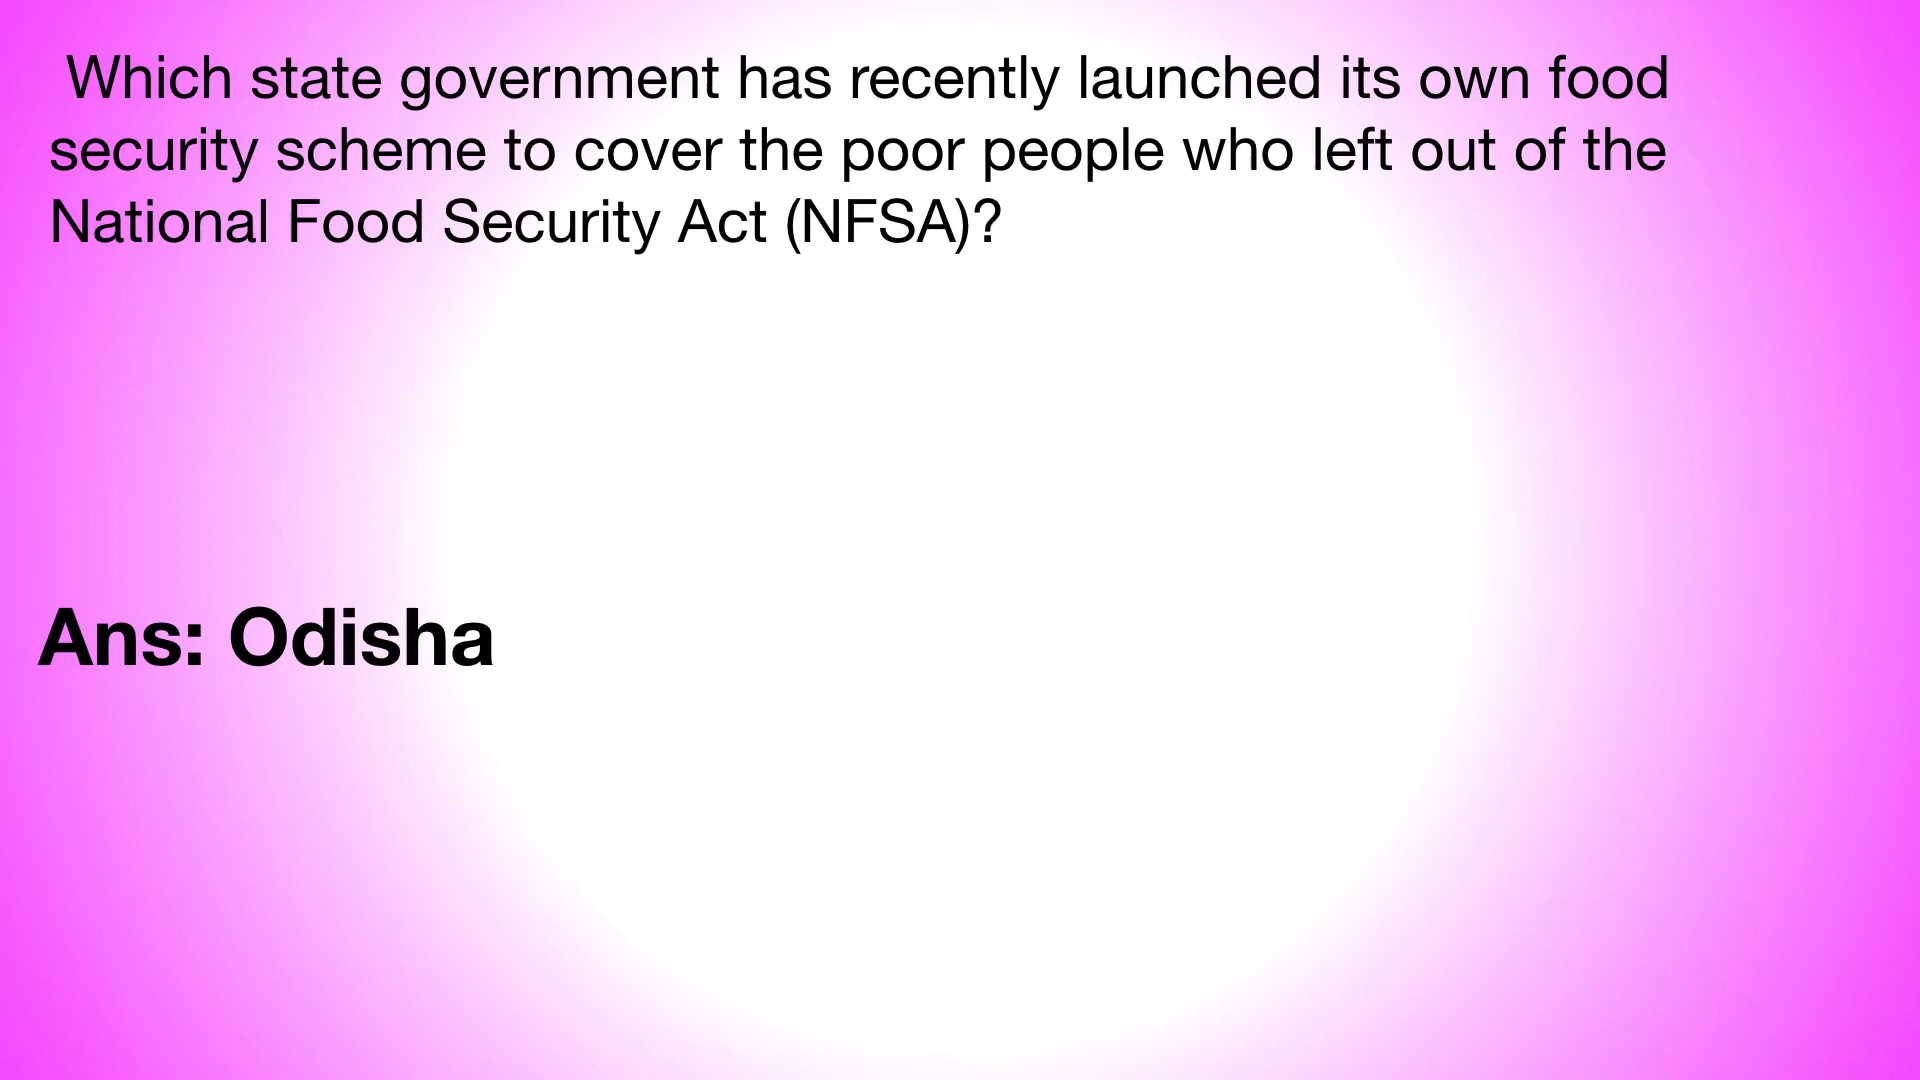 Which state government has recently launched its own food
security scheme to cover the poor people who left out of the
National Food Security Act (NFSA)?
Ans: Odisha